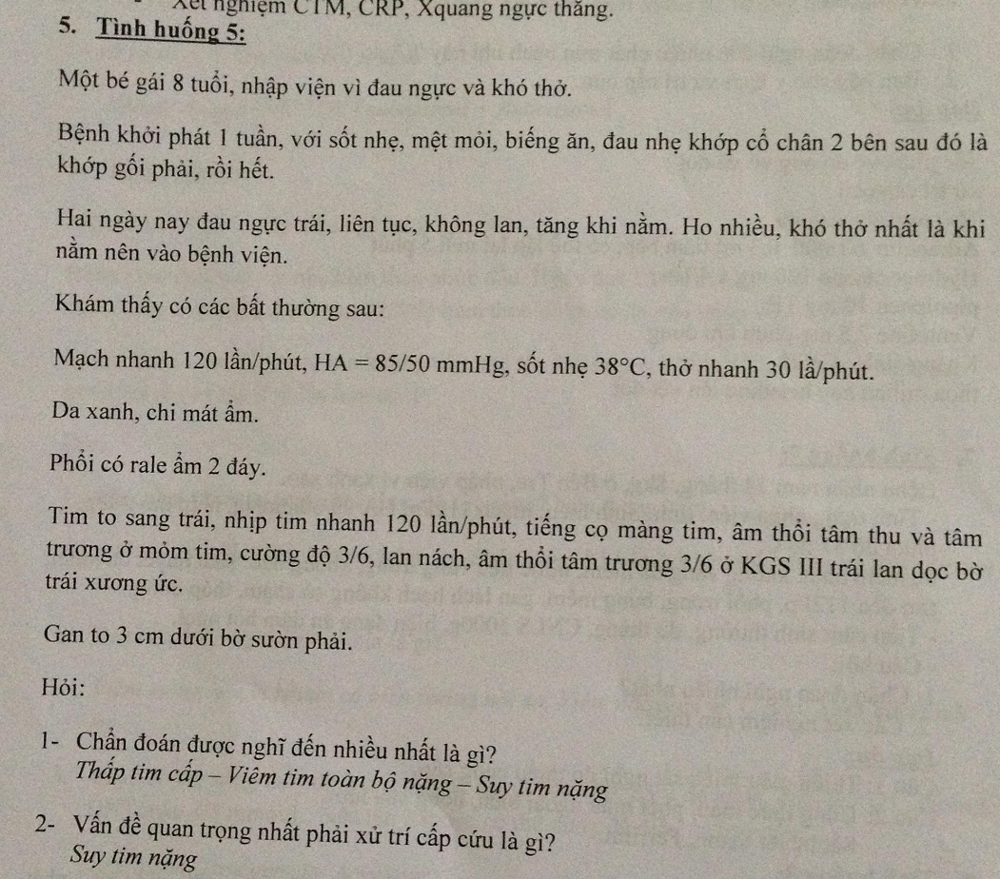 Xét nghiệm CTM, CRP, Xquang ngực thẳng.
5. Tình huống 5:
Một bé gái 8 tuổi, nhập viện vì đau ngực và khó thở.
Bệnh khởi phát 1 tuần, với sốt nhẹ, mệt mỏi, biếng ăn, đau nhẹ khớp cổ chân 2 bên sau đó là
khớp gối phải, rồi hết.
Hai ngày nay đau ngực trái, liên tục, không lan, tăng khi nằm. Ho nhiều, khó thở nhất là khi
nằm nên vào bệnh viện.
Khám thấy có các bất thường sau:
Mạch nhanh 120 lần/phút, HA = 85/50 mmHg, sốt nhẹ 38°C, thở nhanh 30 lầ/phút.
Da xanh, chi mát ẩm.
Phổi có rale ẩm 2 đáy.
Tim to sang trái, nhịp tim nhanh 120 lần/phút, tiếng cọ màng tim, âm thổi tâm thu và tâm
trương ở mỏm tim, cường độ 3/6, lan nách, âm thổi tâm trương 3/6 ở KGS III trái lan dọc bờ
trái xương ức.
Gan to 3 cm dưới bờ sườn phải.
Hỏi:
1- Chẩn đoán được nghĩ đến nhiều nhất là gì?
Thấp tim cấp – Viêm tim toàn bộ nặng – Suy tim nặng
2- Vấn đề quan trọng nhất phải xử trí cấp cứu là gì?
Suy tim nặng